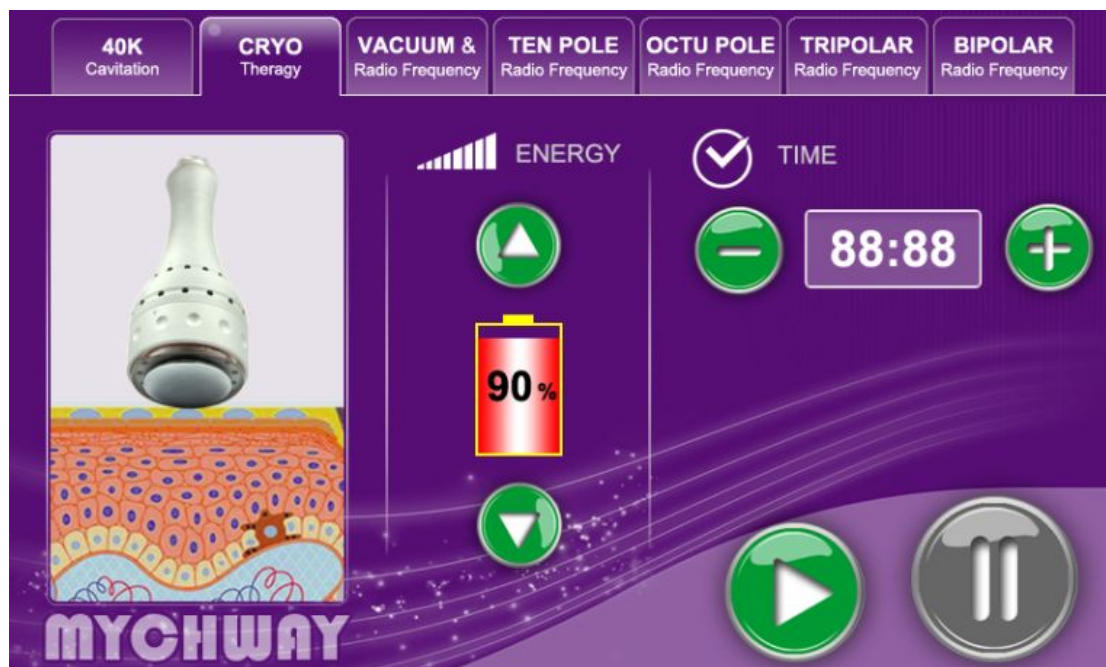 40K
Cavitation
CRYO
Theragy
VACUUM &
Radio Frequency
TEN POLE
Radio Frequency
OCTU POLE
Radio Frequency
TRIPOLAR
Radio Frequency
BIPOLAR
Radio Frequency
ENERGY
90%
TIME
88:88
MYCHWAY